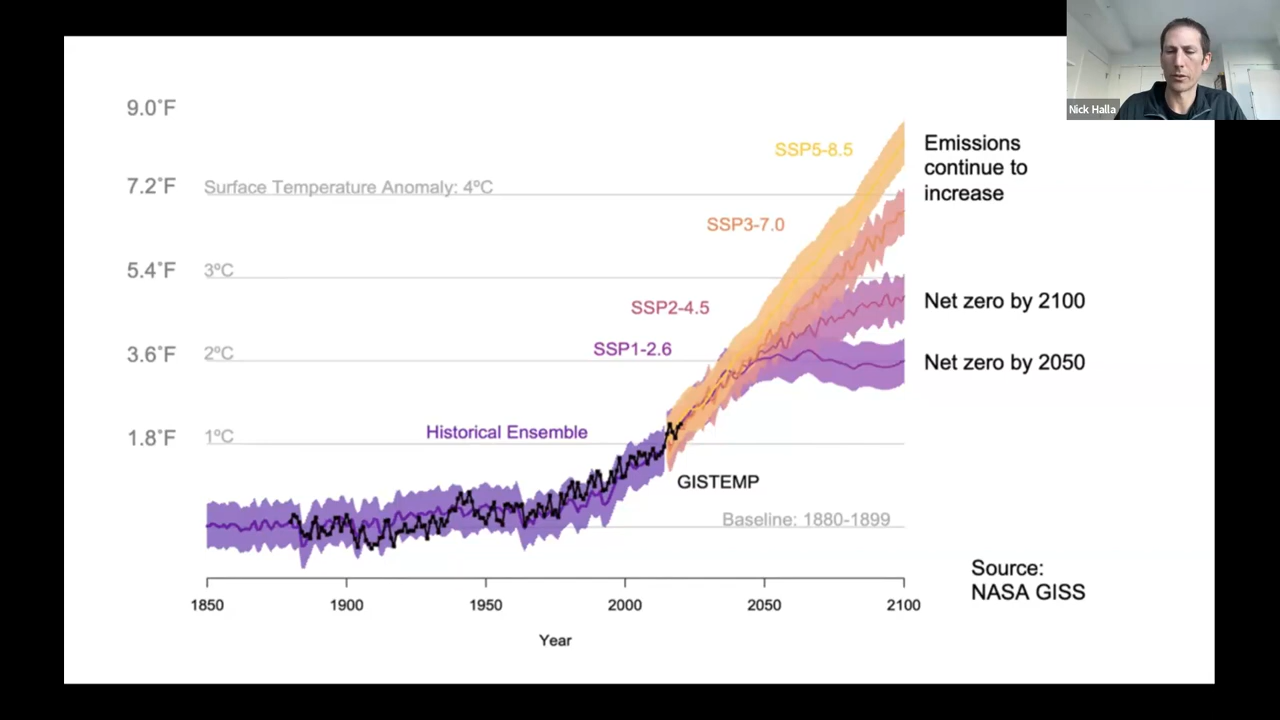 Nick Halla
9.0°F
SSP5-8.5
Emissions
continue to
increase
7.2°F
Surface Temperature Anomaly: 4ºC
SSP3-7.0
5.4°F
3ºC
SSP2-4.5
Net zero by 2100
3.6°F
2ºC
SSP1-2.6
Net zero by 2050
1.8°F
1ºC
Historical Ensemble
GISTEMP
Baseline: 1880-1899
Source:
NASA GISS
1850 1900 1950 2000 2050 2100
Year